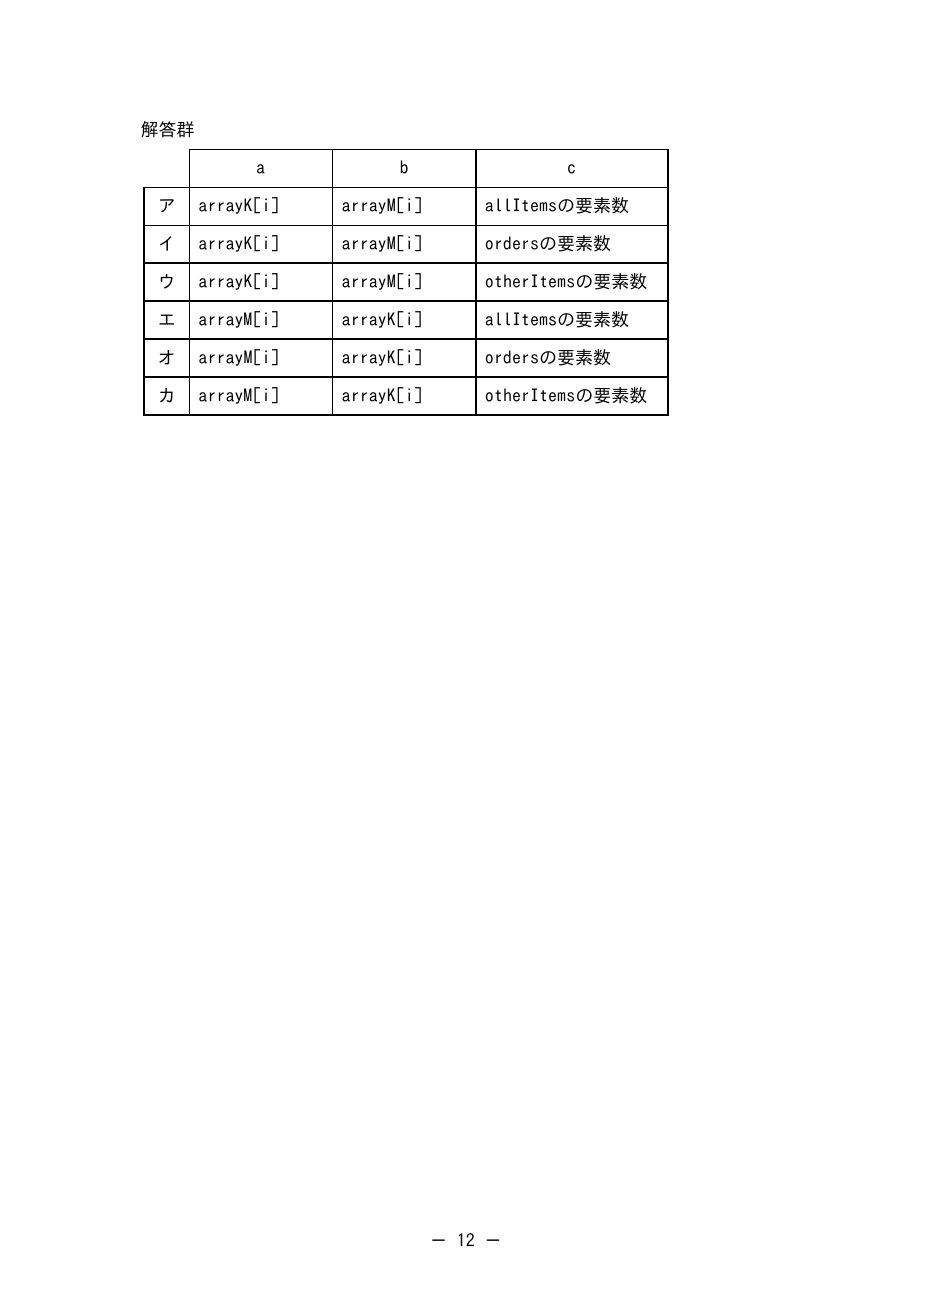 解答群
a b c
ア arrayK[i] arrayM[i] allItemsの要素数
イ arrayK[i] arrayM[i] ordersの要素数
ウ arrayK[i] arrayM[i] otherItemsの要素数
エ arrayM[i] arrayK[i] allItemsの要素数
オ arrayM[i] arrayK[i] ordersの要素数
カ arrayM[i] arrayK[i] otherItemsの要素数
－ 12 －